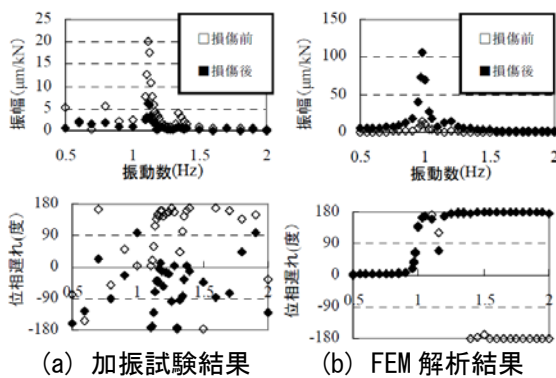 25
20
15
10
5
0
振幅(μm/kN)
◇損傷前
◆損傷後
0.5 1 1.5 2
振動数(Hz)
150
100
50
0
振幅(μm/kN)
◇損傷前
◆損傷後
0.5 1 1.5 2
振動数(Hz)
180
90
0
-90
-180
位相遅れ(度)
0.5 1 1.5 2
180
90
0
-90
-180
位相遅れ(度)
0.5 1 1.5 2
(a) 加振試験結果
(b) FEM 解析結果